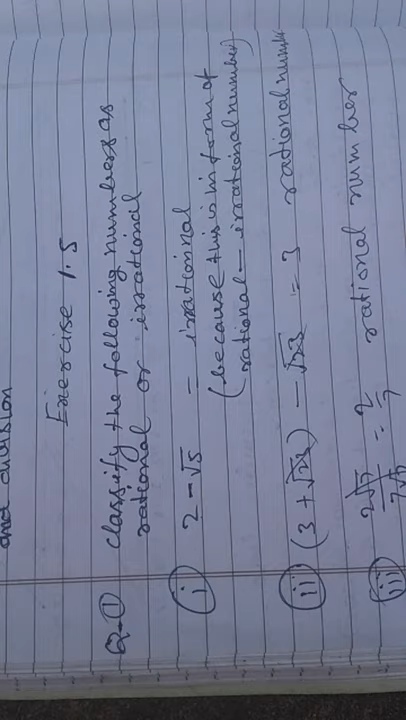 and division
Exercise 1.5
Q-① classify the following numbers as
rational or irrational
(i) 2 - √5 - irrational
(because this is in form of
rational - irrational number)
(ii) (3 + √23) - √23 = 3 rational number
(iii) 2√7 / 7√7 = 2/7 rational number